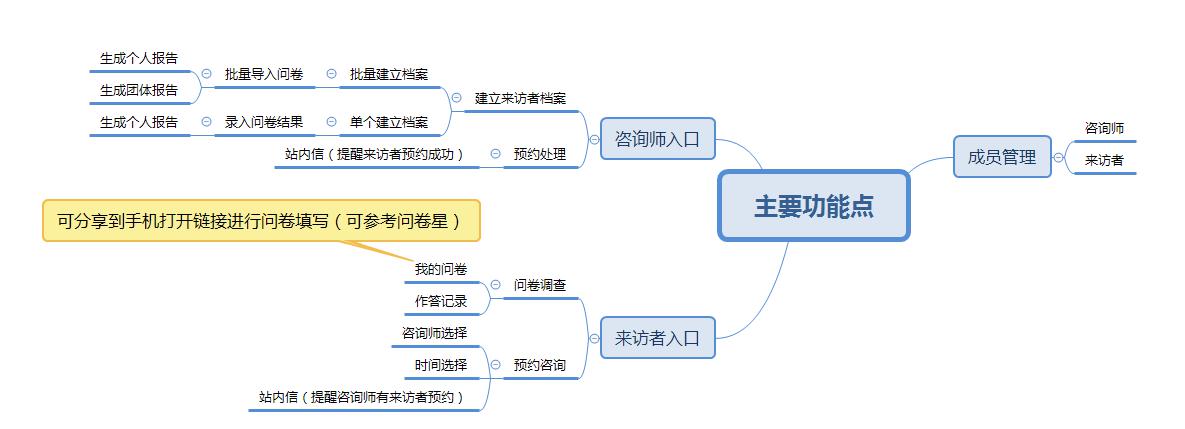 主要功能点
成员管理
咨询师
来访者
咨询师入口
建立来访者档案
批量建立档案
批量导入问卷
生成个人报告
生成团体报告
单个建立档案
录入问卷结果
生成个人报告
预约处理
站内信（提醒来访者预约成功）
来访者入口
问卷调查
我的问卷
可分享到手机打开链接进行问卷填写（可参考问卷星）
作答记录
预约咨询
咨询师选择
时间选择
站内信（提醒咨询师有来访者预约）